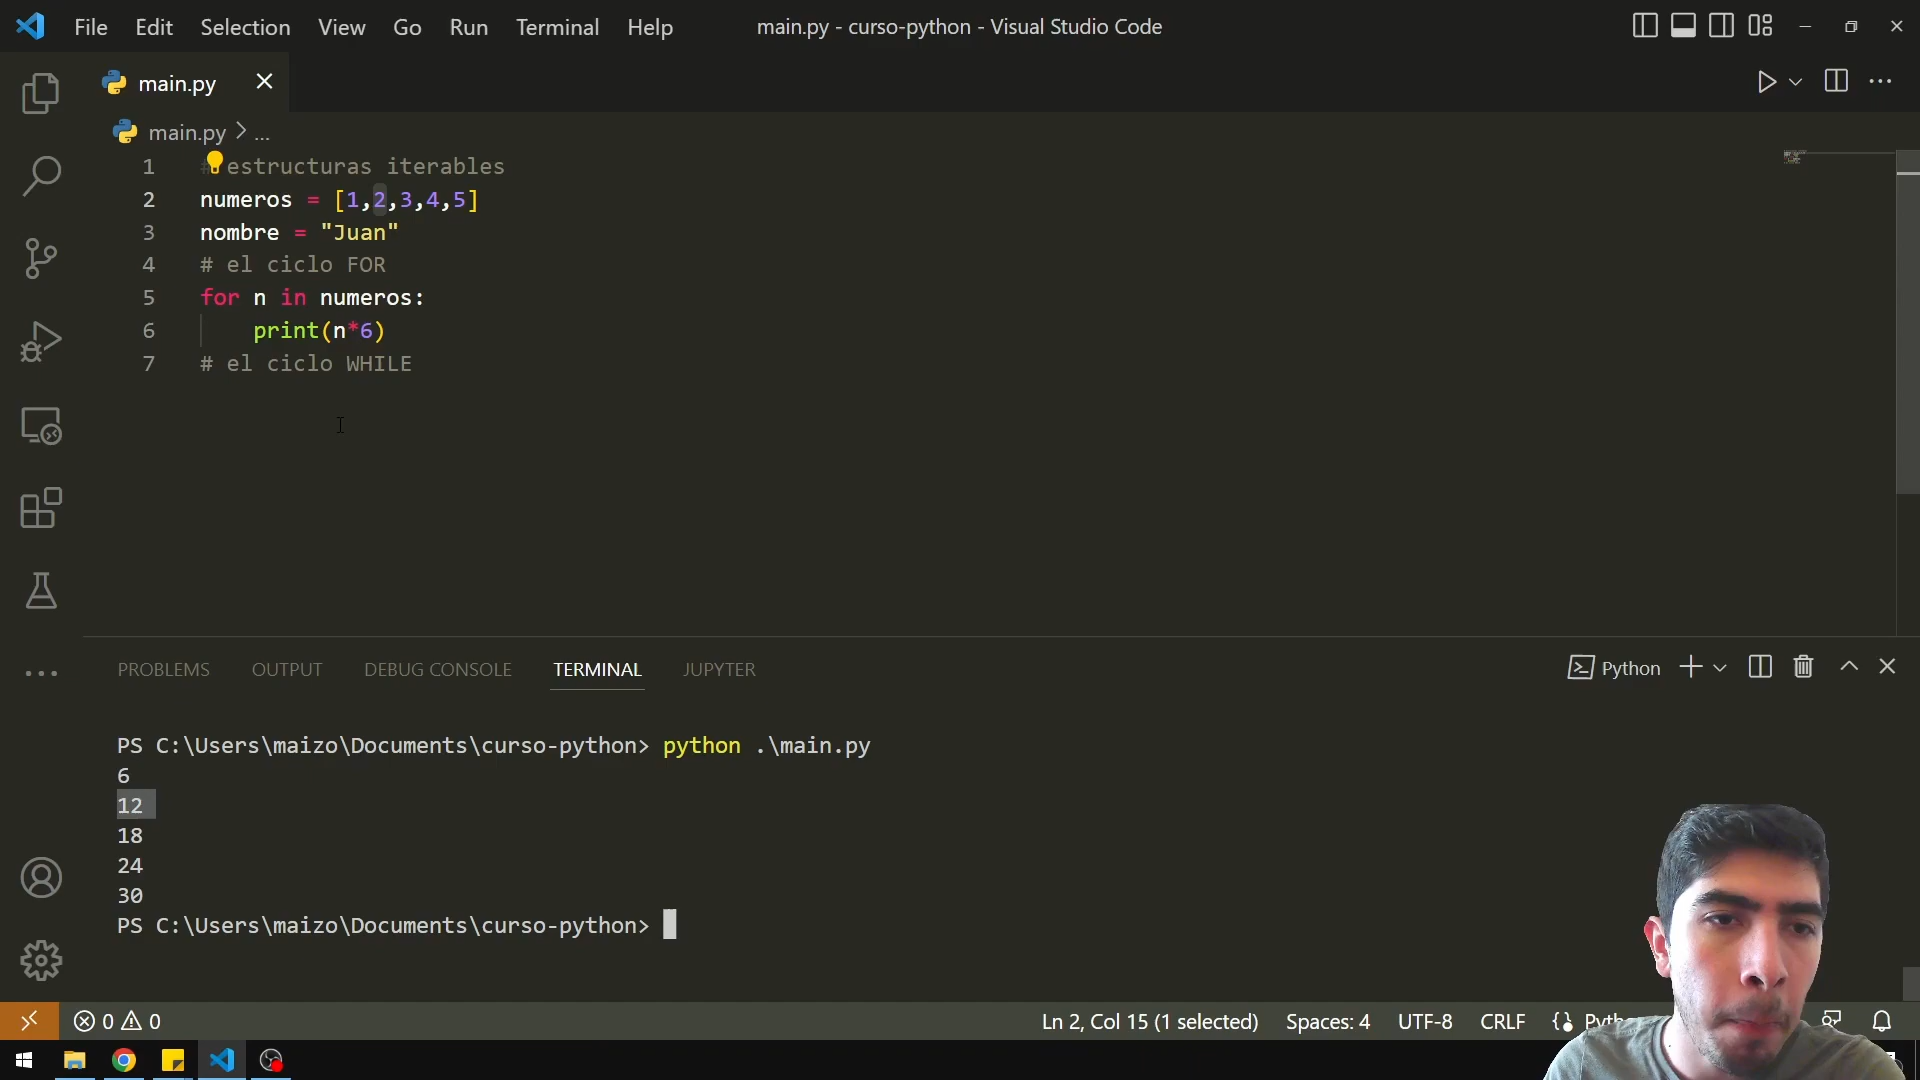 File Edit Selection View Go Run Terminal Help main.py - curso-python - Visual Studio Code
main.py
main.py > ...
1 # estructuras iterables
2 numeros = [1,2,3,4,5]
3 nombre = "Juan"
4 # el ciclo FOR
5 for n in numeros:
6 print(n*6)
7 # el ciclo WHILE
PROBLEMS OUTPUT DEBUG CONSOLE TERMINAL JUPYTER Python
PS C:\Users\maizo\Documents\curso-python> python .\main.py
6
12
18
24
30
PS C:\Users\maizo\Documents\curso-python>
0 0 Ln 2, Col 15 (1 selected) Spaces: 4 UTF-8 CRLF